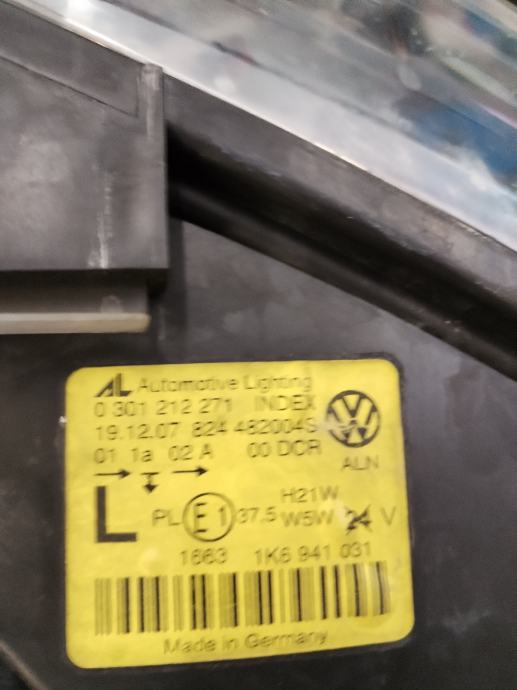 AL Automotive Lighting
0 301 212 271 INDEX
19.12.07 824 482004S
01 1a 02 A 00 DCR
ALN
L PL E1 37.5 H21W
W5W 24 V
1663 1K6 941 031
Made in Germany